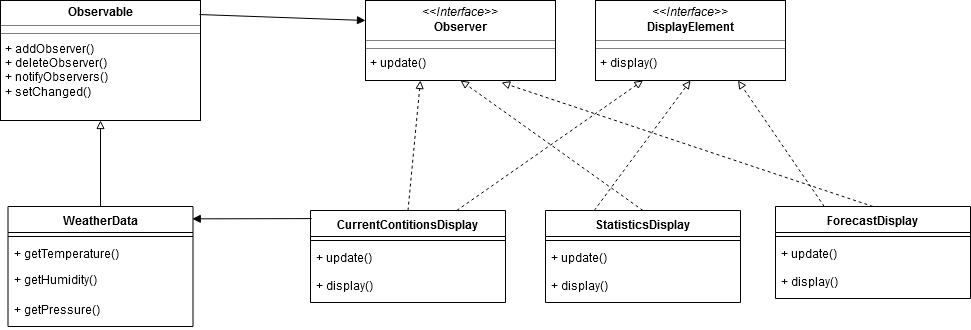 Observable
+ addObserver()
+ deleteObserver()
+ notifyObservers()
+ setChanged()
<<Interface>>
Observer
+ update()
<<Interface>>
DisplayElement
+ display()
WeatherData
+ getTemperature()
+ getHumidity()
+ getPressure()
CurrentContitionsDisplay
+ update()
+ display()
StatisticsDisplay
+ update()
+ display()
ForecastDisplay
+ update()
+ display()